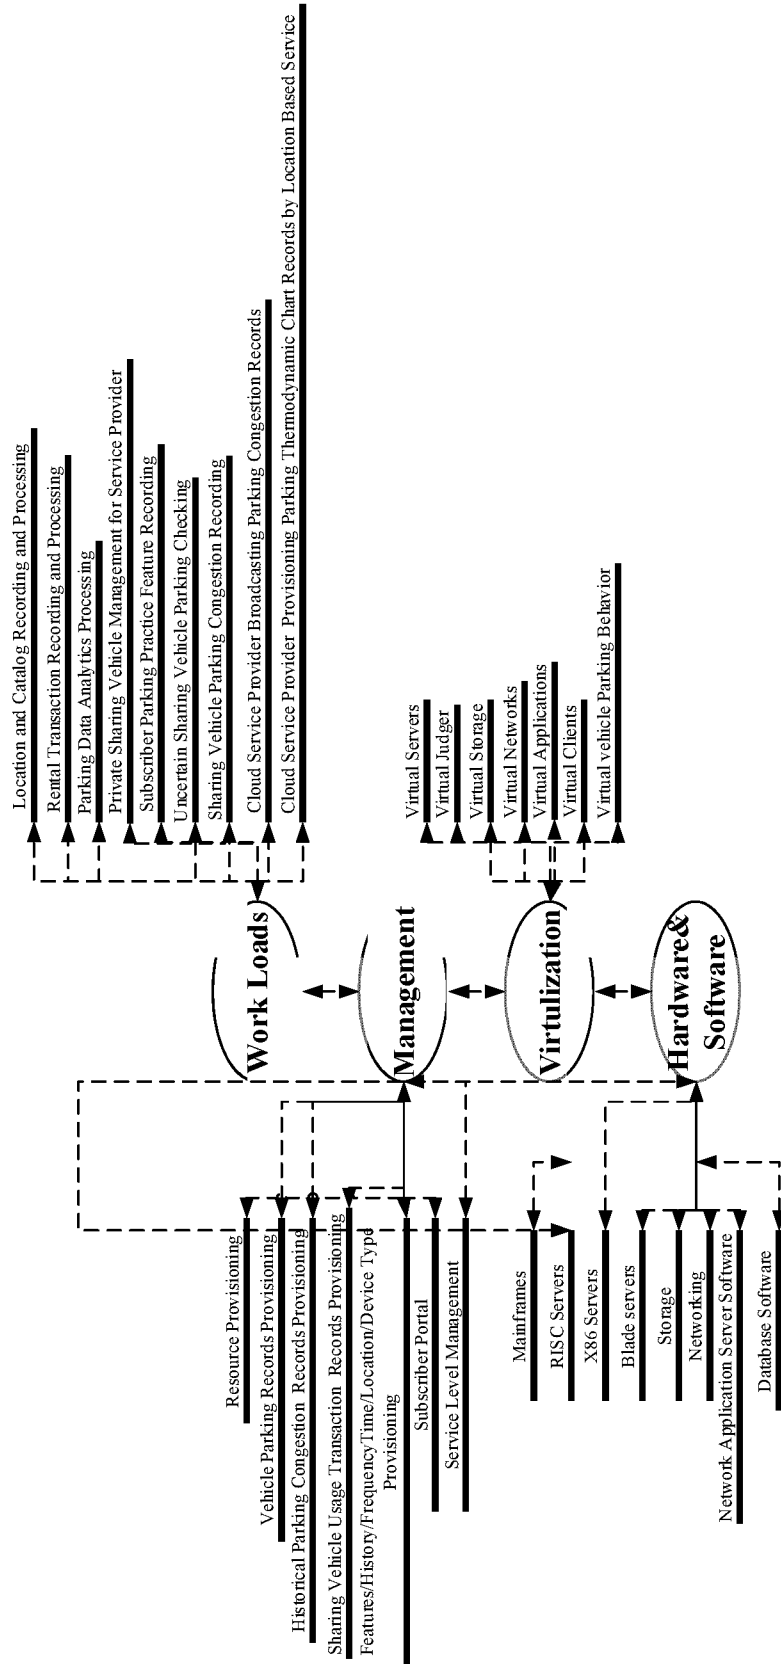 Location and Catalog Recording and Processing
Rental Transaction Recording and Processing
Parking Data Analytics Processing
Private Sharing Vehicle Management for Service Provider
Subscriber Parking Practice Feature Recording
Uncertain Sharing Vehicle Parking Checking
Sharing Vehicle Parking Congestion Recording
Cloud Service Provider Broadcasting Parking Congestion Records
Cloud Service Provider Provisioning Parking Thermodynamic Chart Records by Location Based Service
Virtual Servers
Virtual Judger
Virtual Storage
Virtual Networks
Virtual Applications
Virtual Clients
Virtual vehicle Parking Behavior
Work Loads
Management
Virtulization
Hardware&
Software
Resource Provisioning
Vehicle Parking Records Provisioning
Historical Parking Congestion Records Provisioning
Sharing Vehicle Usage Transaction Records Provisioning
Features/History/FrequencyTime/Location/Device Type
Provisioning
Subscriber Portal
Service Level Management
Mainframes
RISC Servers
X86 Servers
Blade servers
Storage
Networking
Network Application Server Software
Database Software